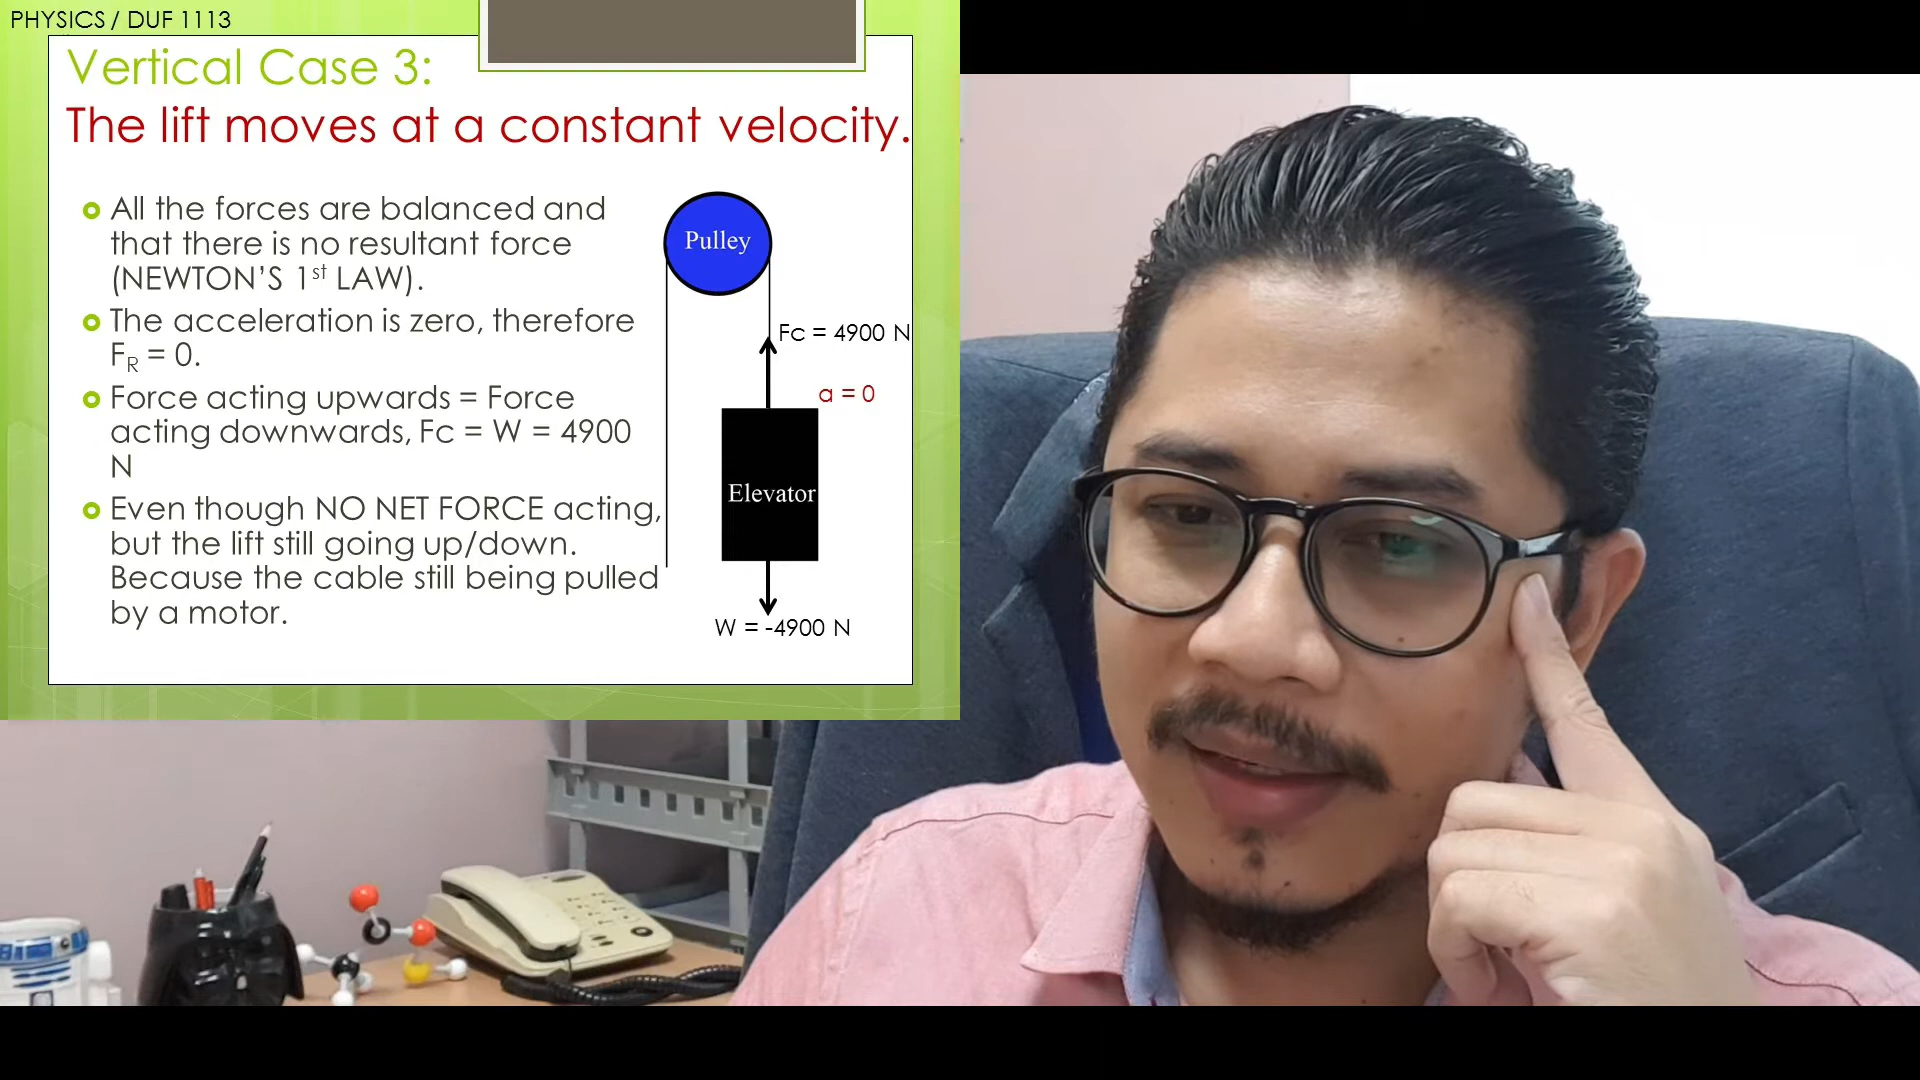 PHYSICS / DUF 1113
Vertical Case 3:
The lift moves at a constant velocity.
All the forces are balanced and
that there is no resultant force
(NEWTON'S 1st LAW).
The acceleration is zero, therefore
FR = 0.
Force acting upwards = Force
acting downwards, Fc = W = 4900
N
Even though NO NET FORCE acting,
but the lift still going up/down.
Because the cable still being pulled
by a motor.
Pulley
Fc = 4900 N
a = 0
Elevator
W = -4900 N